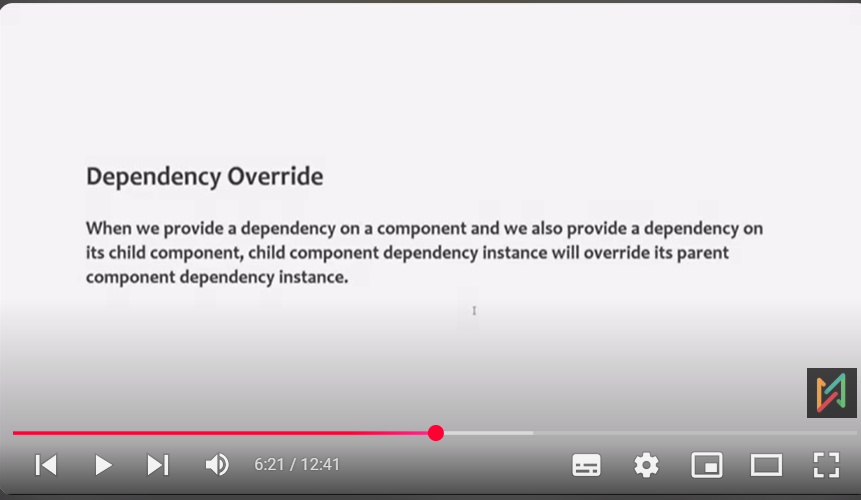 Dependency Override
When we provide a dependency on a component and we also provide a dependency on
its child component, child component dependency instance will override its parent
component dependency instance.
6:21 / 12:41